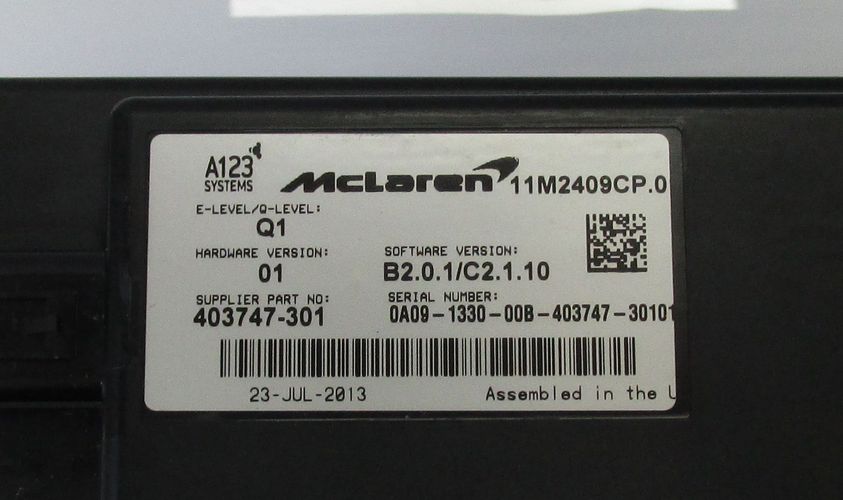 A123 SYSTEMS
McLaren 11M2409CP.0
E-LEVEL/Q-LEVEL:
Q1
HARDWARE VERSION: SOFTWARE VERSION:
01 B2.0.1/C2.1.10
SUPPLIER PART NO: SERIAL NUMBER:
403747-301 0A09-1330-00B-403747-30101
23-JUL-2013 Assembled in the U